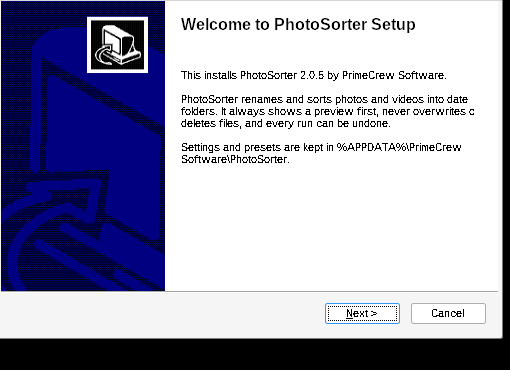 Welcome to PhotoSorter Setup
This installs PhotoSorter 2.0.5 by PrimeCrew Software.
PhotoSorter renames and sorts photos and videos into date
folders. It always shows a preview first, never overwrites c
deletes files, and every run can be undone.
Settings and presets are kept in %APPDATA%\PrimeCrew
Software\PhotoSorter.
Next >
Cancel